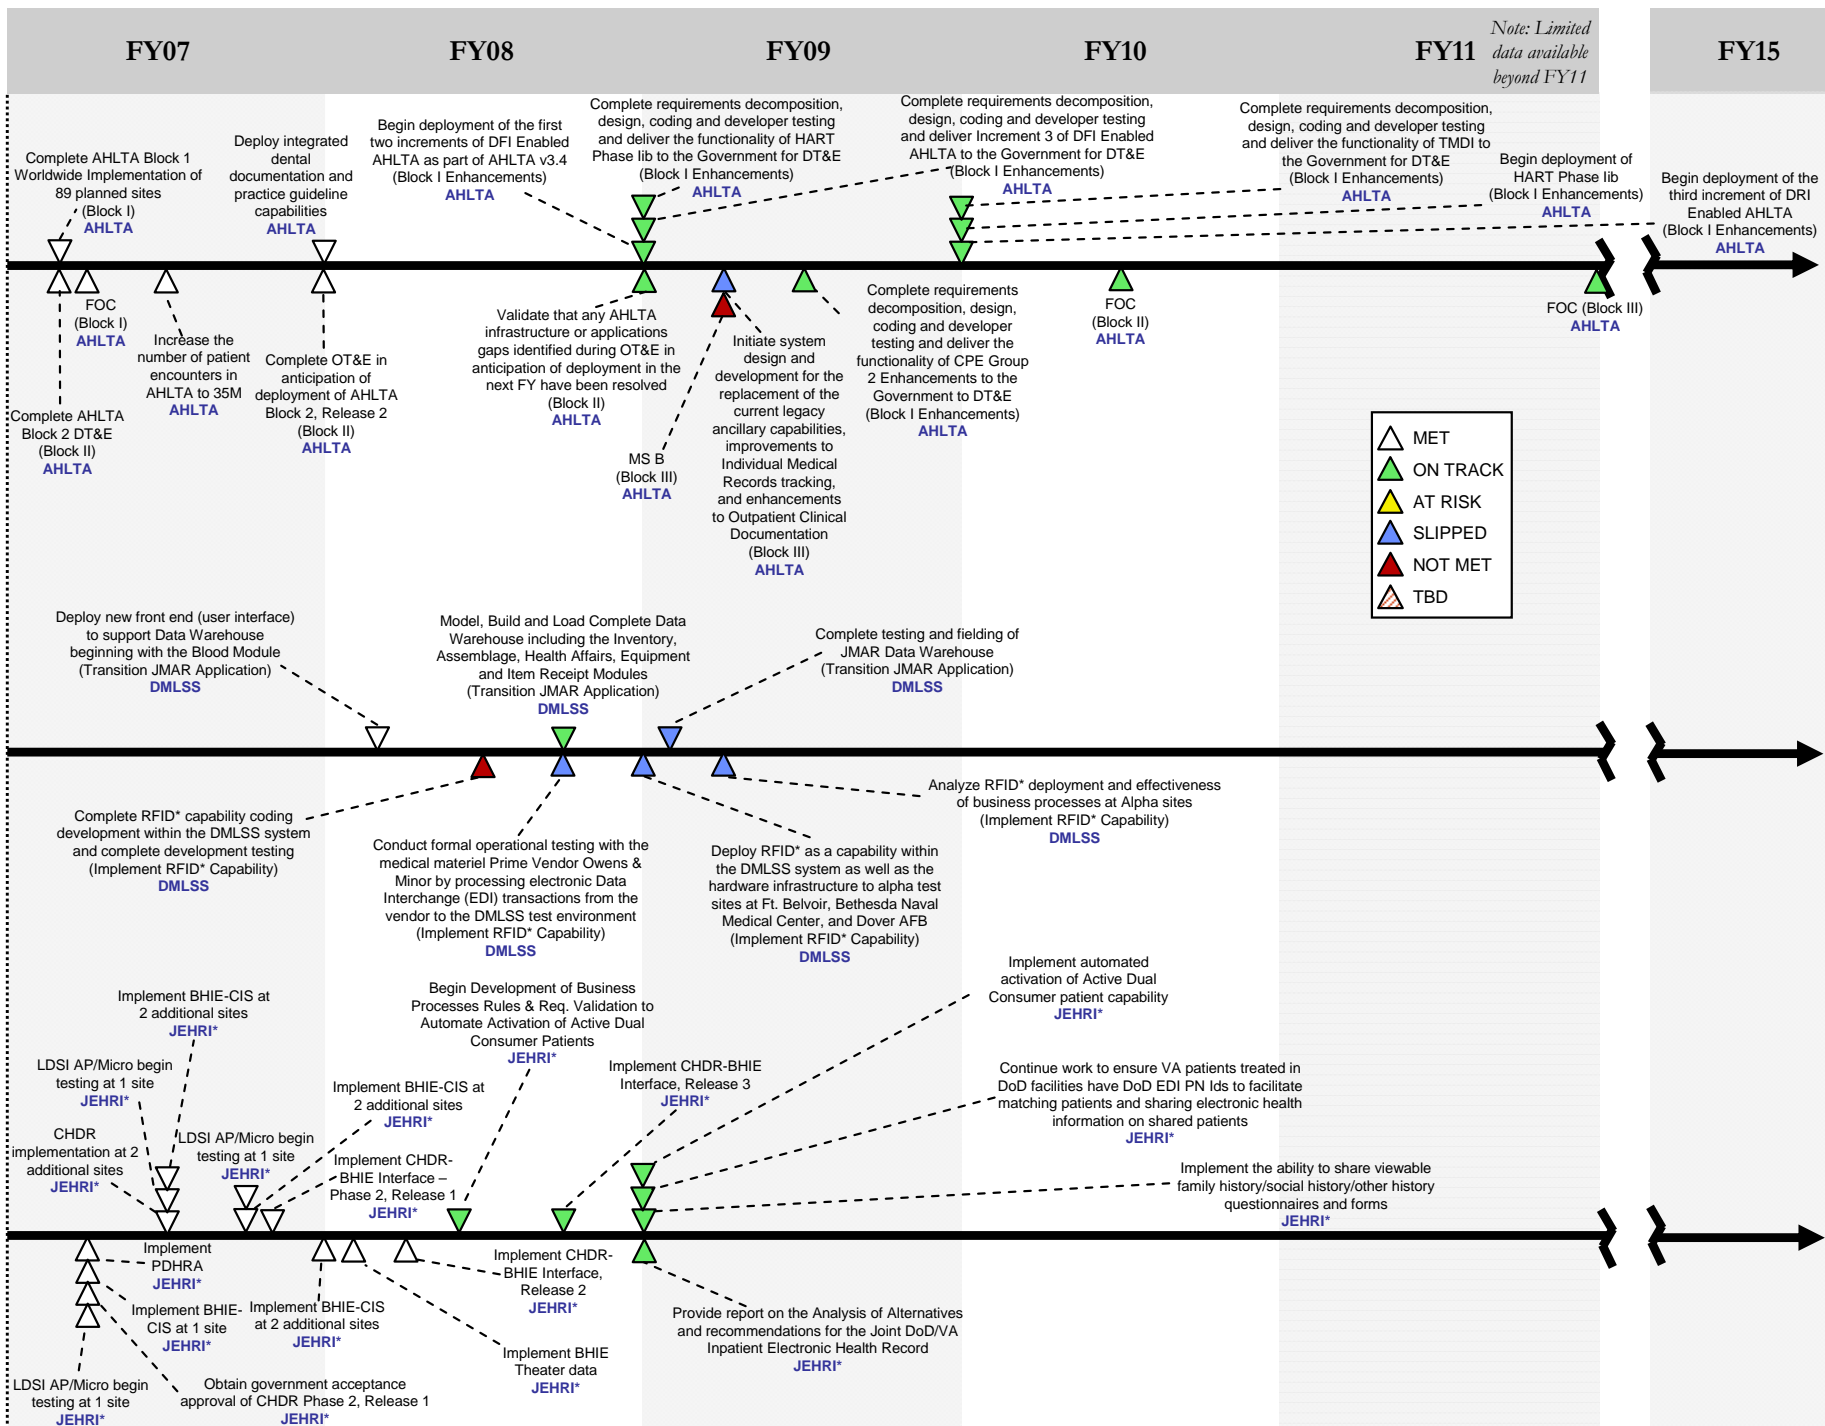 FY07
FY08
FY09
FY10
FY11
Note: Limited
data available
beyond FY11
FY15
Complete AHLTA Block 1
Worldwide Implementation of
89 planned sites
(Block I)
AHLTA
Deploy integrated
dental
documentation and
practice guideline
capabilities
AHLTA
Begin deployment of the first
two increments of DFI Enabled
AHLTA as part of AHLTA v3.4
(Block I Enhancements)
AHLTA
Complete requirements decomposition,
design, coding and developer testing
and deliver the functionality of HART
Phase Iib to the Government for DT&E
(Block I Enhancements)
AHLTA
Complete requirements decomposition,
design, coding and developer testing
and deliver Increment 3 of DFI Enabled
AHLTA to the Government for DT&E
(Block I Enhancements)
AHLTA
Complete requirements decomposition,
design, coding and developer testing
and deliver the functionality of TMDI to
the Government for DT&E
(Block I Enhancements)
AHLTA
Begin deployment of
HART Phase Iib
(Block I Enhancements)
AHLTA
Begin deployment of the
third increment of DRI
Enabled AHLTA
(Block I Enhancements)
AHLTA
Complete AHLTA
Block 2 DT&E
(Block II)
AHLTA
FOC
(Block I)
AHLTA
Increase the
number of patient
encounters in
AHLTA to 35M
AHLTA
Complete OT&E in
anticipation of
deployment of AHLTA
Block 2, Release 2
(Block II)
AHLTA
Validate that any AHLTA
infrastructure or applications
gaps identified during OT&E in
anticipation of deployment in the
next FY have been resolved
(Block II)
AHLTA
MS B
(Block III)
AHLTA
Initiate system
design and
development for the
replacement of the
current legacy
ancillary capabilities,
improvements to
Individual Medical
Records tracking,
and enhancements
to Outpatient Clinical
Documentation
(Block III)
AHLTA
Complete requirements
decomposition, design,
coding and developer
testing and deliver the
functionality of CPE Group
2 Enhancements to the
Government to DT&E
(Block I Enhancements)
AHLTA
FOC
(Block II)
AHLTA
FOC (Block III)
AHLTA
MET
ON TRACK
AT RISK
SLIPPED
NOT MET
TBD
Deploy new front end (user interface)
to support Data Warehouse
beginning with the Blood Module
(Transition JMAR Application)
DMLSS
Model, Build and Load Complete Data
Warehouse including the Inventory,
Assemblage, Health Affairs, Equipment
and Item Receipt Modules
(Transition JMAR Application)
DMLSS
Complete testing and fielding of
JMAR Data Warehouse
(Transition JMAR Application)
DMLSS
Complete RFID* capability coding
development within the DMLSS system
and complete development testing
(Implement RFID* Capability)
DMLSS
Conduct formal operational testing with the
medical materiel Prime Vendor Owens &
Minor by processing electronic Data
Interchange (EDI) transactions from the
vendor to the DMLSS test environment
(Implement RFID* Capability)
DMLSS
Deploy RFID* as a capability within
the DMLSS system as well as the
hardware infrastructure to alpha test
sites at Ft. Belvoir, Bethesda Naval
Medical Center, and Dover AFB
(Implement RFID* Capability)
DMLSS
Analyze RFID* deployment and effectiveness
of business processes at Alpha sites
(Implement RFID* Capability)
DMLSS
Implement BHIE-CIS at
2 additional sites
JEHRI*
LDSI AP/Micro begin
testing at 1 site
JEHRI*
CHDR
implementation at 2
additional sites
JEHRI*
LDSI AP/Micro begin
testing at 1 site
JEHRI*
Implement BHIE-CIS at
2 additional sites
JEHRI*
Implement CHDR-
BHIE Interface –
Phase 2, Release 1
JEHRI*
Begin Development of Business
Processes Rules & Req. Validation to
Automate Activation of Active Dual
Consumer Patients
JEHRI*
Implement CHDR-BHIE
Interface, Release 3
JEHRI*
Implement automated
activation of Active Dual
Consumer patient capability
JEHRI*
Continue work to ensure VA patients treated in
DoD facilities have DoD EDI PN Ids to facilitate
matching patients and sharing electronic health
information on shared patients
JEHRI*
Implement the ability to share viewable
family history/social history/other history
questionnaires and forms
JEHRI*
Implement
PDHRA
JEHRI*
Implement BHIE-
CIS at 1 site
JEHRI*
LDSI AP/Micro begin
testing at 1 site
JEHRI*
Obtain government acceptance
approval of CHDR Phase 2, Release 1
JEHRI*
Implement BHIE-CIS
at 2 additional sites
JEHRI*
Implement BHIE
Theater data
JEHRI*
Implement CHDR-
BHIE Interface,
Release 2
JEHRI*
Provide report on the Analysis of Alternatives
and recommendations for the Joint DoD/VA
Inpatient Electronic Health Record
JEHRI*